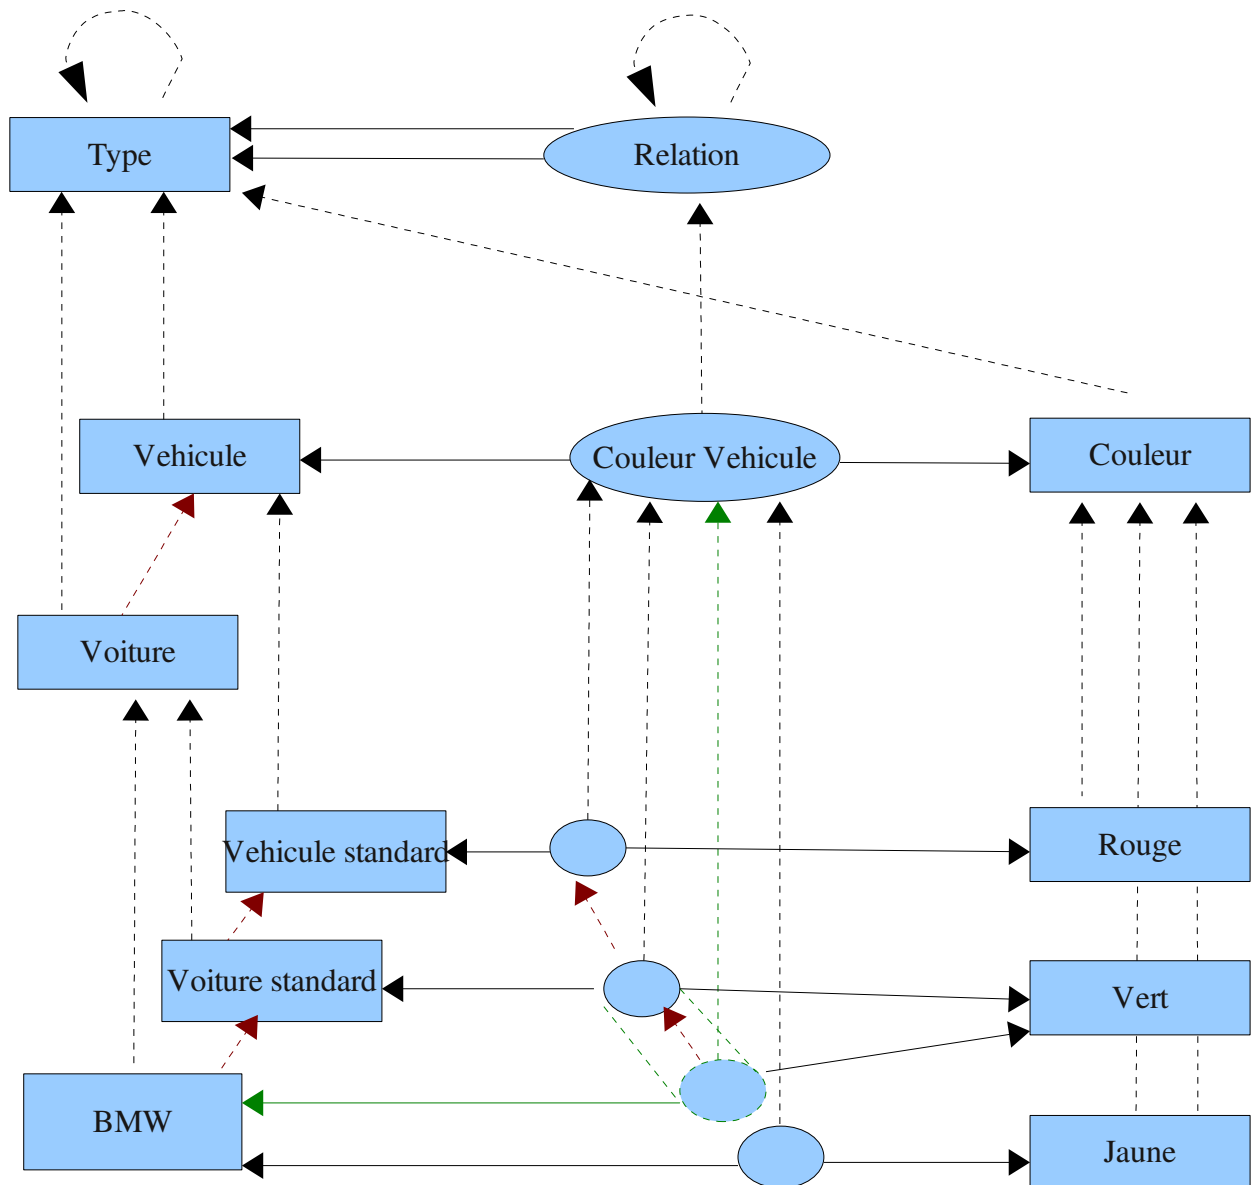 Type
Relation
Vehicule
Couleur Vehicule
Couleur
Voiture
Vehicule standard
Rouge
Voiture standard
Vert
BMW
Jaune